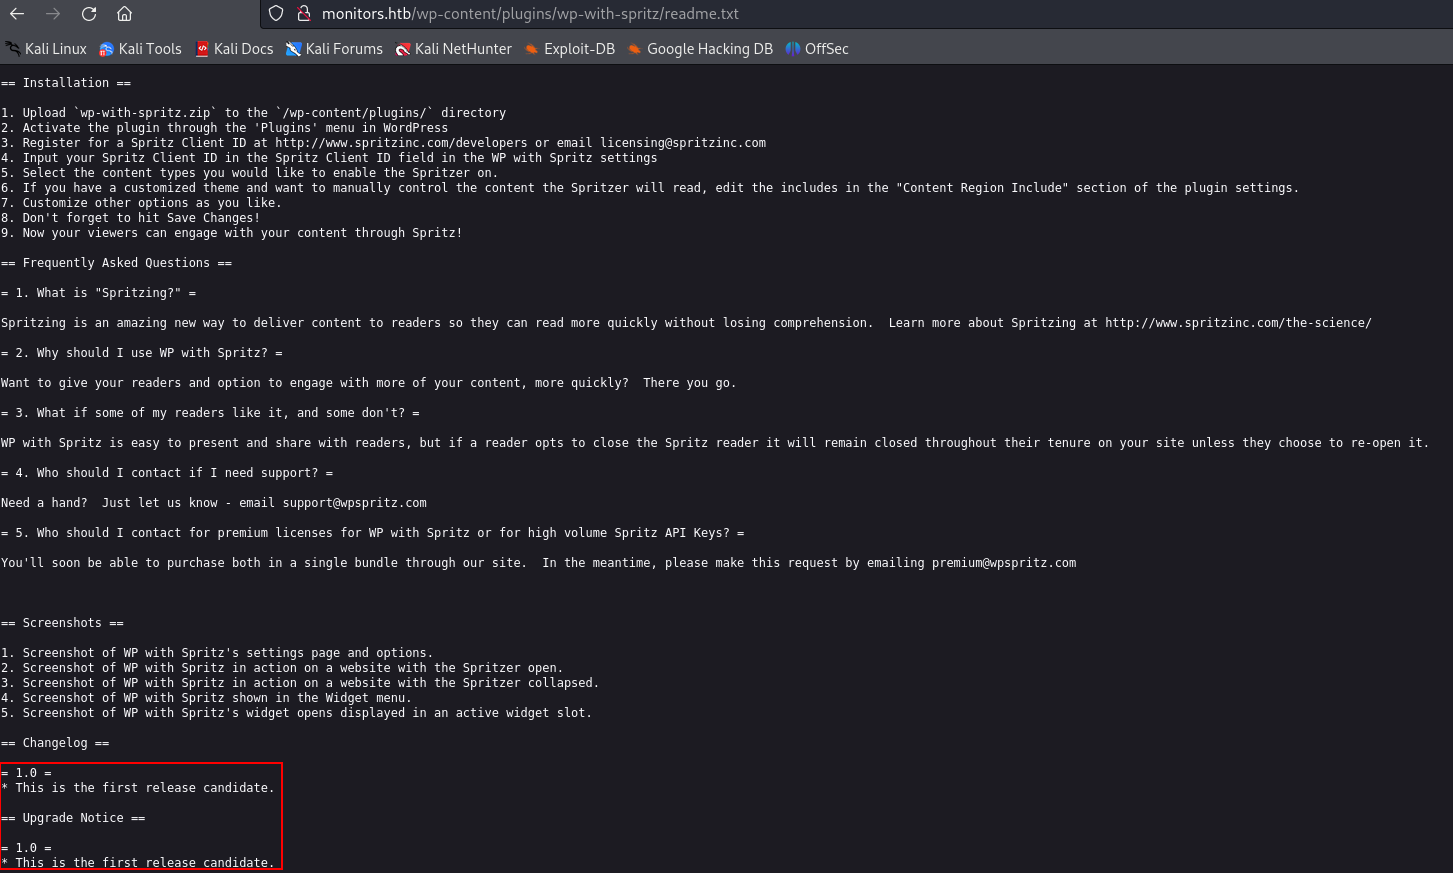 monitors.htb/wp-content/plugins/wp-with-spritz/readme.txt
Kali Linux Kali Tools Kali Docs Kali Forums Kali NetHunter Exploit-DB Google Hacking DB OffSec
== Installation ==
1. Upload `wp-with-spritz.zip` to the `/wp-content/plugins/` directory
2. Activate the plugin through the 'Plugins' menu in WordPress
3. Register for a Spritz Client ID at http://www.spritzinc.com/developers or email licensing@spritzinc.com
4. Input your Spritz Client ID in the Spritz Client ID field in the WP with Spritz settings
5. Select the content types you would like to enable the Spritzer on.
6. If you have a customized theme and want to manually control the content the Spritzer will read, edit the includes in the "Content Region Include" section of the plugin settings.
7. Customize other options as you like.
8. Don't forget to hit Save Changes!
9. Now your viewers can engage with your content through Spritz!
== Frequently Asked Questions ==
= 1. What is "Spritzing?" =
Spritzing is an amazing new way to deliver content to readers so they can read more quickly without losing comprehension.  Learn more about Spritzing at http://www.spritzinc.com/the-science/
= 2. Why should I use WP with Spritz? =
Want to give your readers and option to engage with more of your content, more quickly?  There you go.
= 3. What if some of my readers like it, and some don't? =
WP with Spritz is easy to present and share with readers, but if a reader opts to close the Spritz reader it will remain closed throughout their tenure on your site unless they choose to re-open it.
= 4. Who should I contact if I need support? =
Need a hand?  Just let us know - email support@wpspritz.com
= 5. Who should I contact for premium licenses for WP with Spritz or for high volume Spritz API Keys? =
You'll soon be able to purchase both in a single bundle through our site.  In the meantime, please make this request by emailing premium@wpspritz.com
== Screenshots ==
1. Screenshot of WP with Spritz's settings page and options.
2. Screenshot of WP with Spritz in action on a website with the Spritzer open.
3. Screenshot of WP with Spritz in action on a website with the Spritzer collapsed.
4. Screenshot of WP with Spritz shown in the Widget menu.
5. Screenshot of WP with Spritz's widget opens displayed in an active widget slot.
== Changelog ==
= 1.0 =
* This is the first release candidate.
== Upgrade Notice ==
= 1.0 =
* This is the first release candidate.